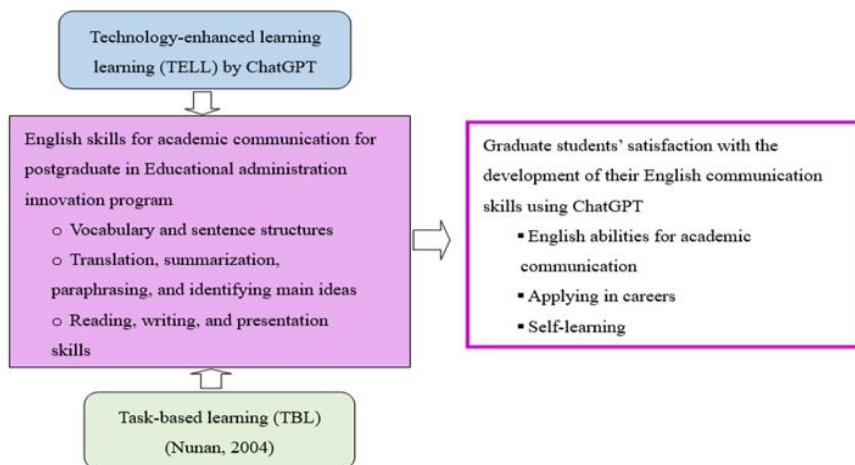 Technology-enhanced learning
learning (TELL) by ChatGPT
English skills for academic communication for
postgraduate in Educational administration
innovation program
o Vocabulary and sentence structures
o Translation, summarization,
paraphrasing, and identifying main ideas
o Reading, writing, and presentation
skills
Task-based learning (TBL)
(Nunan, 2004)
Graduate students’ satisfaction with the
development of their English communication
skills using ChatGPT
▪ English abilities for academic
communication
▪ Applying in careers
▪ Self-learning